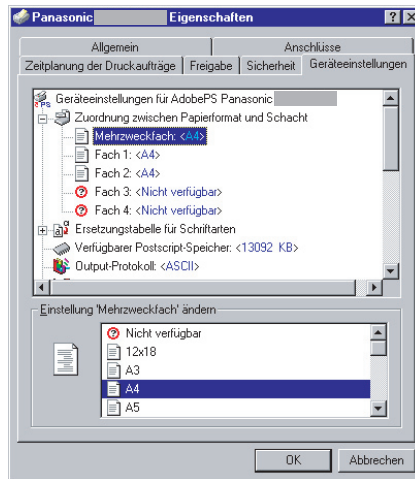 Panasonic Eigenschaften
Allgemein Anschlüsse
Zeitplanung der Druckaufträge Freigabe Sicherheit Geräteeinstellungen
Geräteeinstellungen für AdobePS Panasonic
Zuordnung zwischen Papierformat und Schacht
Mehrzweckfach: <A4>
Fach 1: <A4>
Fach 2: <A4>
Fach 3: <Nicht verfügbar>
Fach 4: <Nicht verfügbar>
Ersetzungstabelle für Schriftarten
Verfügbarer Postscript-Speicher: <13092 KB>
Output-Protokoll: <ASCII>
Einstellung 'Mehrzweckfach' ändern
Nicht verfügbar
12x18
A3
A4
A5
OK Abbrechen